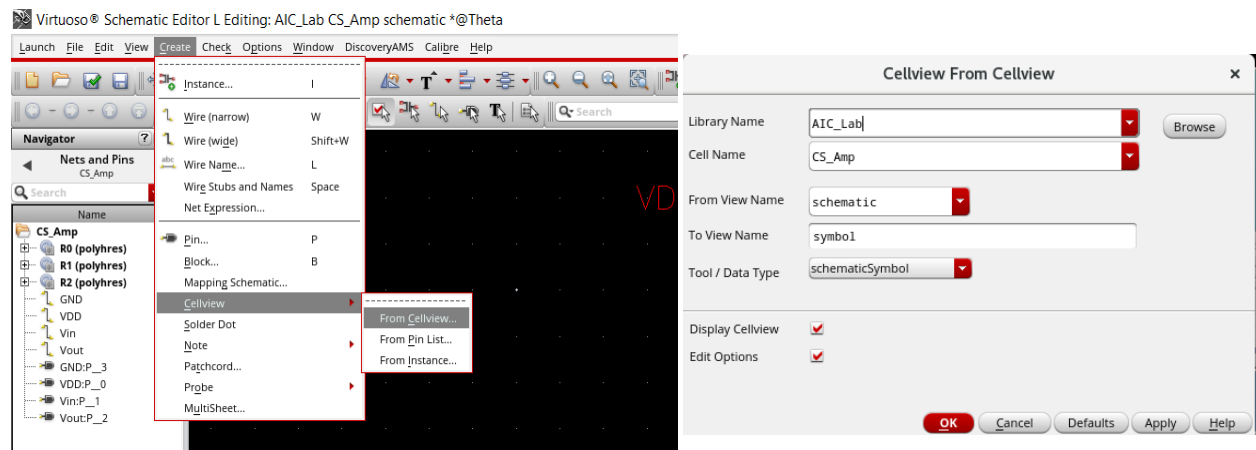 Virtuoso® Schematic Editor L Editing: AIC_Lab CS_Amp schematic *@Theta
Launch File Edit View Create Check Options Window DiscoveryAMS Calibre Help
Search
Navigator ?
Nets and Pins
CS_Amp
Search
Name
CS_Amp
R0 (polyhres)
R1 (polyhres)
R2 (polyhres)
GND
VDD
Vin
Vout
GND:P__3
VDD:P__0
Vin:P__1
Vout:P__2
Instance... I
Wire (narrow) W
Wire (wide) Shift+W
abc Wire Name... L
Wire Stubs and Names Space
Net Expression...
Pin... P
Block... B
Mapping Schematic...
Cellview
Solder Dot
Note
Patchcord...
Probe
MultiSheet...
From Cellview...
From Pin List...
From Instance...
VD
Cellview From Cellview
Library Name AIC_Lab Browse
Cell Name CS_Amp
From View Name schematic
To View Name symbol
Tool / Data Type schematicSymbol
Display Cellview
Edit Options
OK Cancel Defaults Apply Help